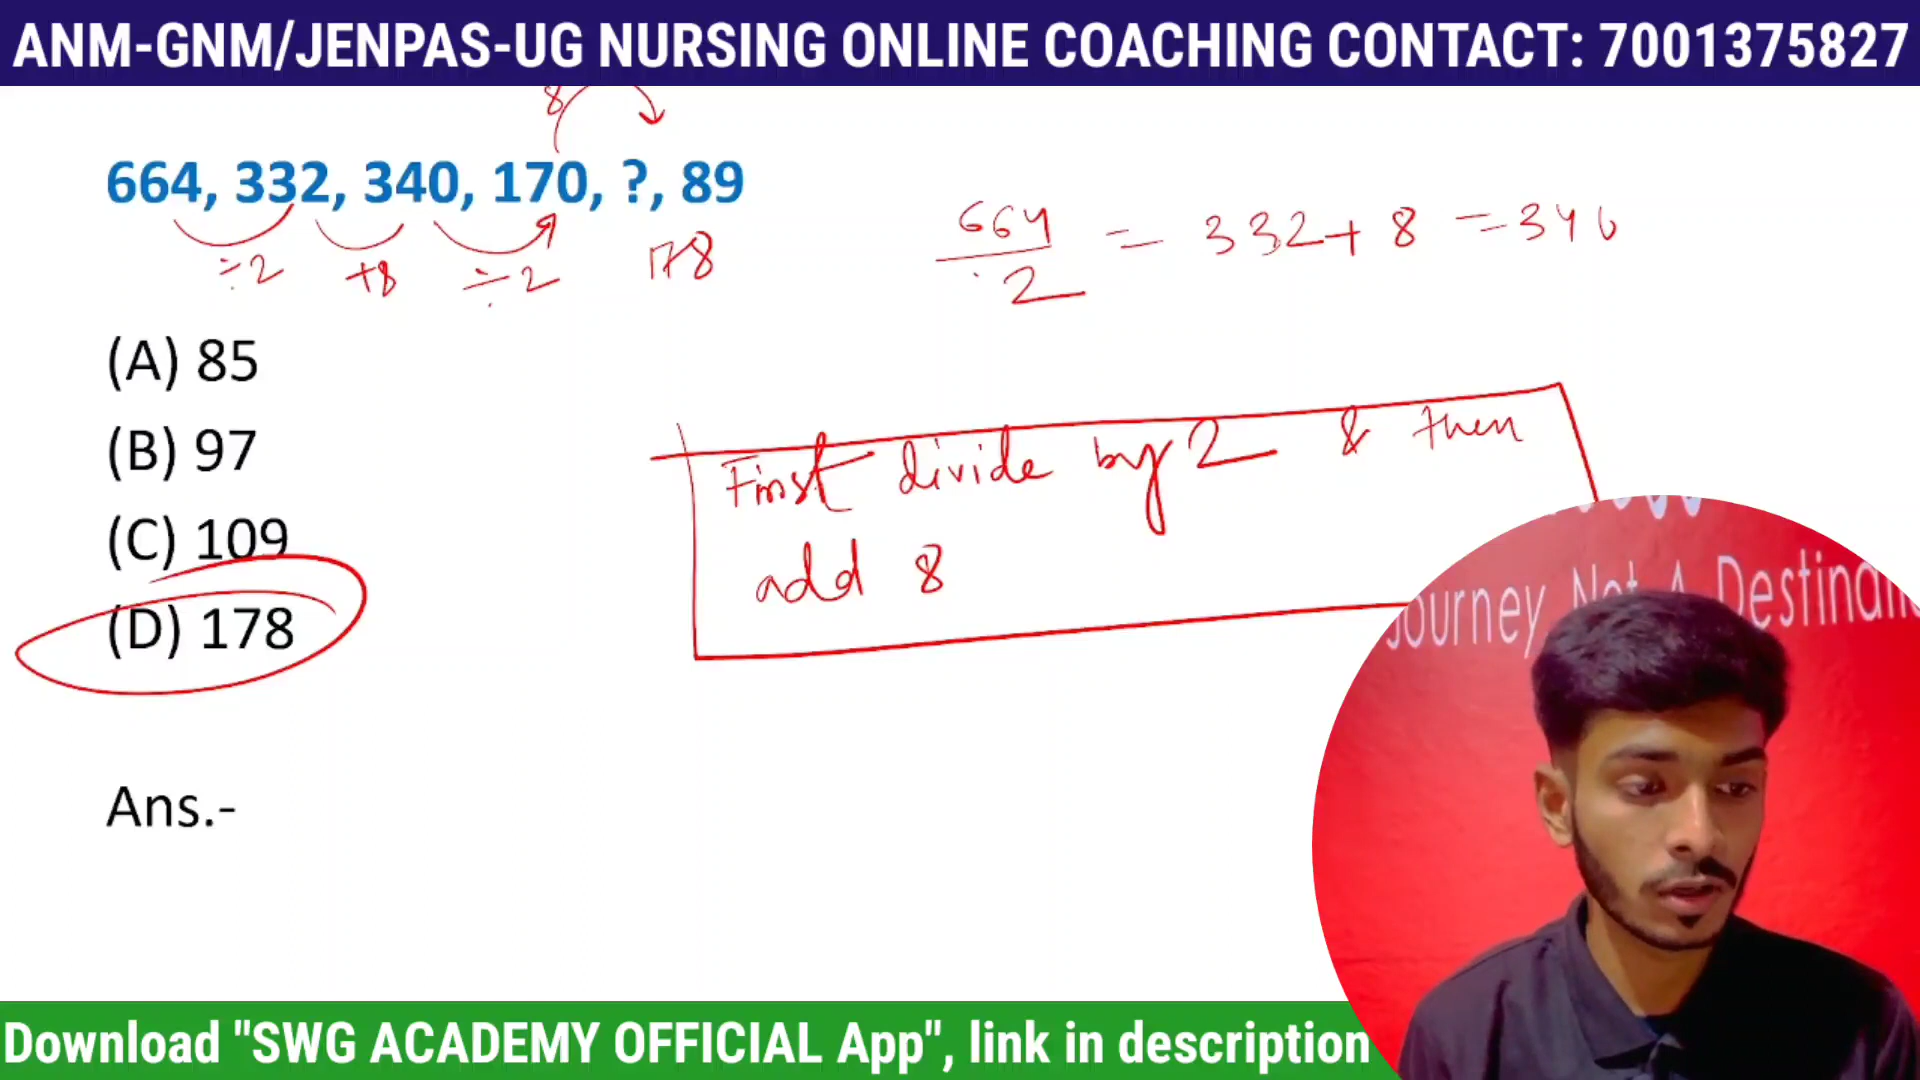 ANM-GNM/JENPAS-UG NURSING ONLINE COACHING CONTACT: 7001375827
8
664, 332, 340, 170, ?, 89
÷2 +8 ÷2 178
664/2 = 332 + 8 = 340
(A) 85
(B) 97
(C) 109
(D) 178
First divide by 2 & then
add 8
Journey Not A
Ans.-
Download "SWG ACADEMY OFFICIAL App", link in description